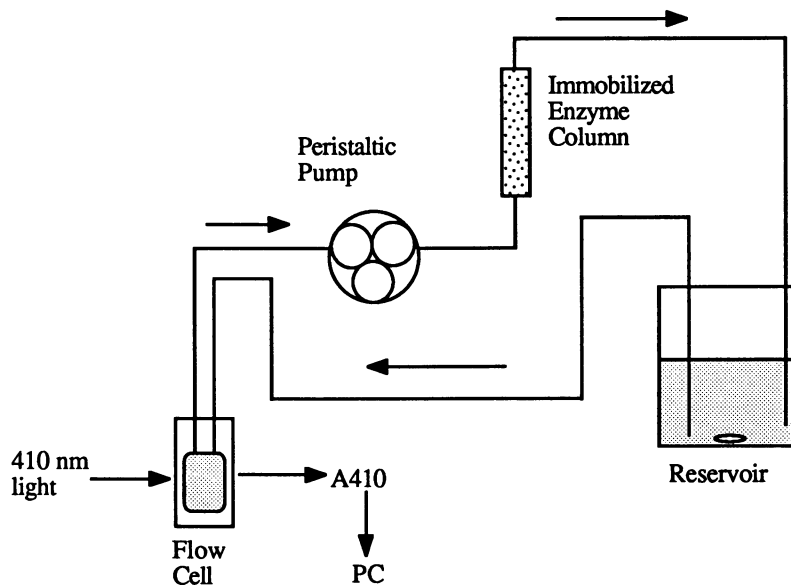 Immobilized
Enzyme
Column
Peristaltic
Pump
410 nm
light
A410
Reservoir
Flow
Cell
PC